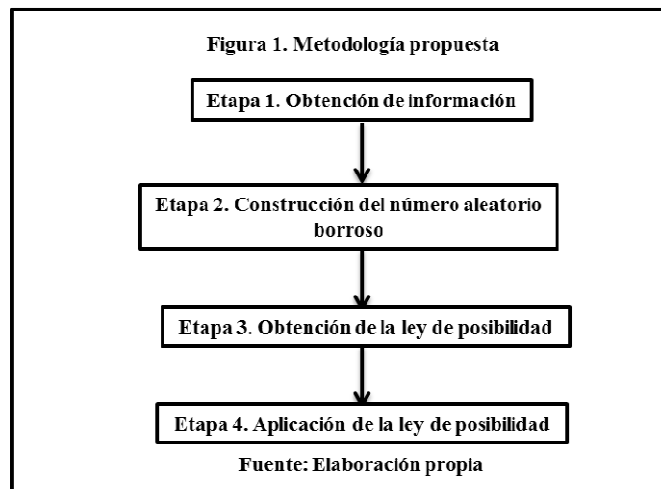 Figura 1. Metodología propuesta
Etapa 1. Obtención de información
Etapa 2. Construcción del número aleatorio
borroso
Etapa 3. Obtención de la ley de posibilidad
Etapa 4. Aplicación de la ley de posibilidad
Fuente: Elaboración propia